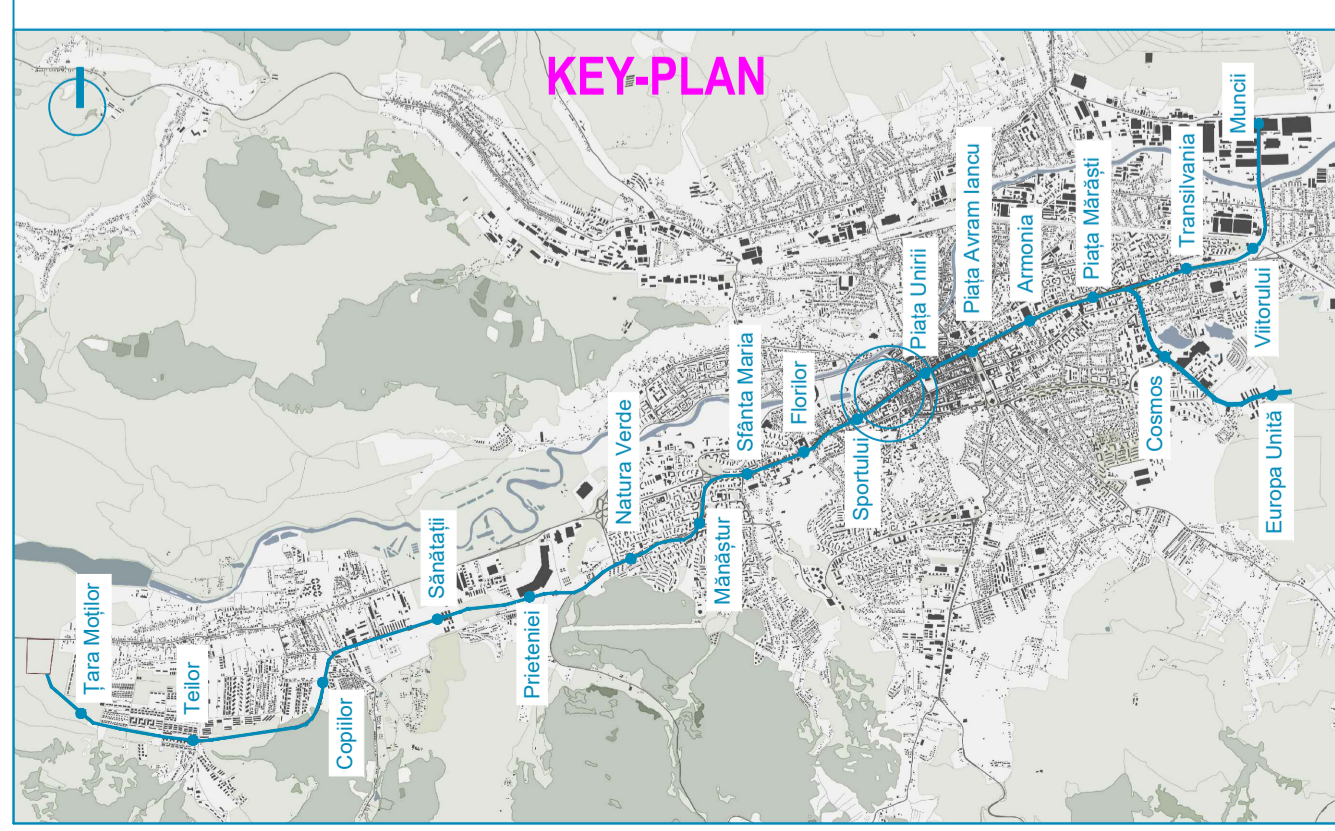 KEY-PLAN
Țara Moților
Teilor
Copiilor
Sănătații
Prieteniei
Natura Verde
Mănăștur
Sfânta Maria
Florilor
Sportului
Piața Unirii
Piața Avram Iancu
Armonia
Piața Mărăști
Transilvania
Muncii
Viitorului
Cosmos
Europa Unită